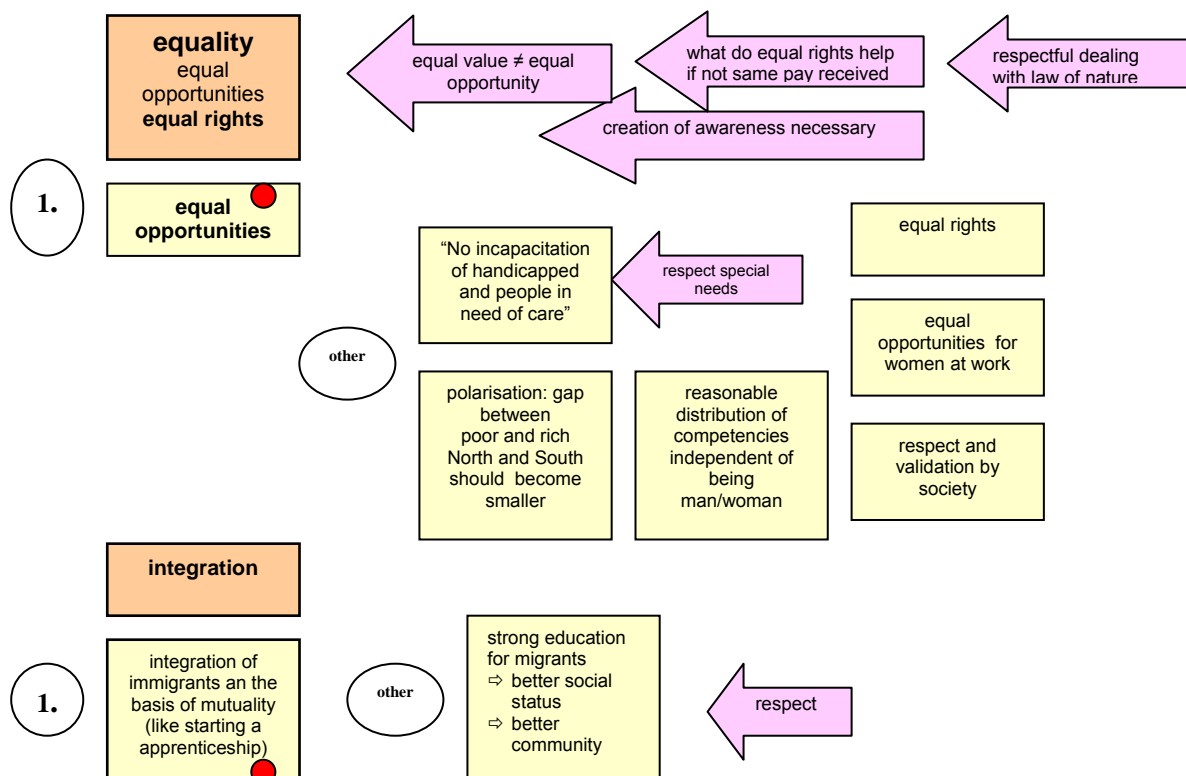 equality
equal
opportunities
equal rights
equal value ≠ equal
opportunity
what do equal rights help
if not same pay received
respectful dealing
with law of nature
creation of awareness necessary
1.
equal
opportunities
other
“No incapacitation
of handicapped
and people in
need of care”
respect special
needs
equal rights
equal
opportunities for
women at work
polarisation: gap
between
poor and rich
North and South
should become
smaller
reasonable
distribution of
competencies
independent of
being
man/woman
respect and
validation by
society
integration
1.
integration of
immigrants an the
basis of mutuality
(like starting a
apprenticeship)
other
strong education
for migrants
⇨ better social
status
⇨ better
community
respect